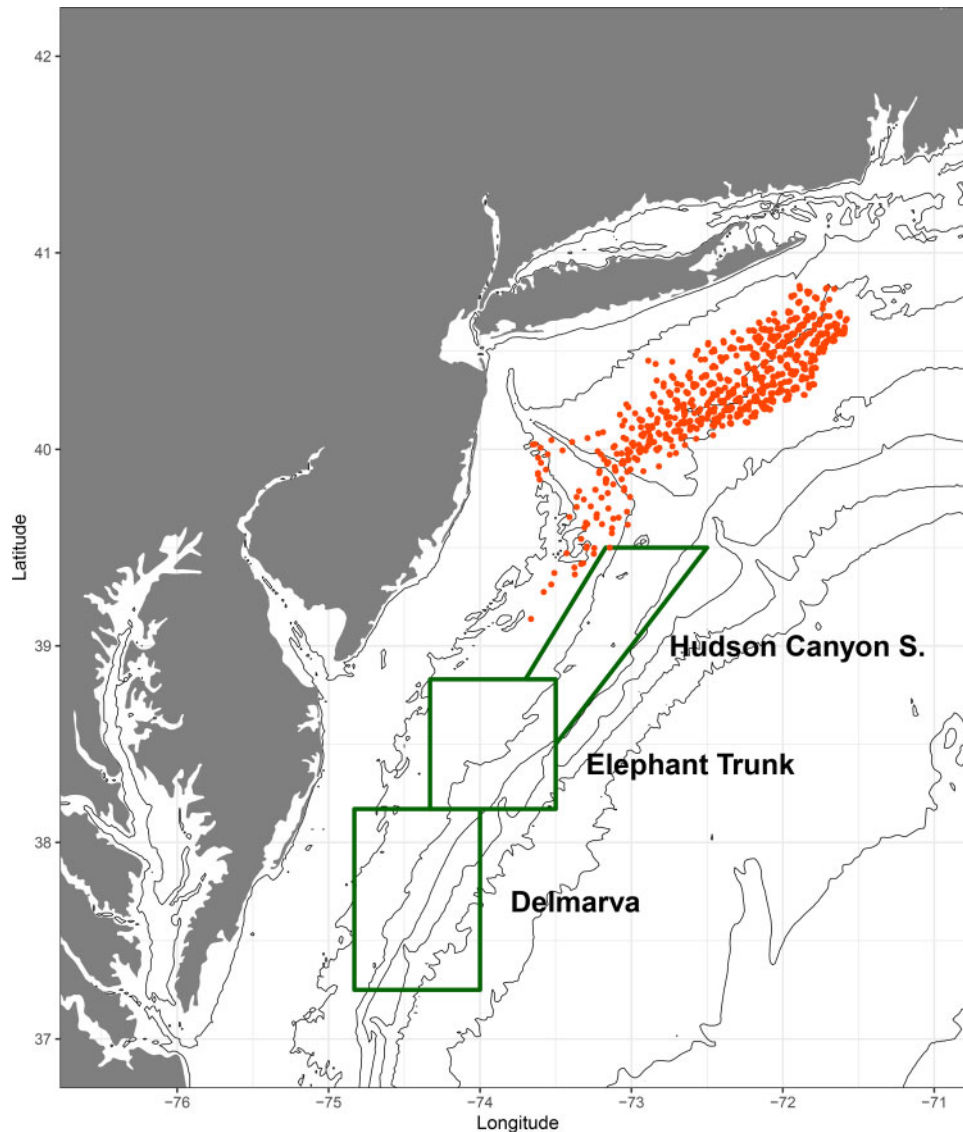 42
41
40
39
38
37
Latitude
Hudson Canyon S.
Elephant Trunk
Delmarva
−76 −75 −74 −73 −72 −71
Longitude